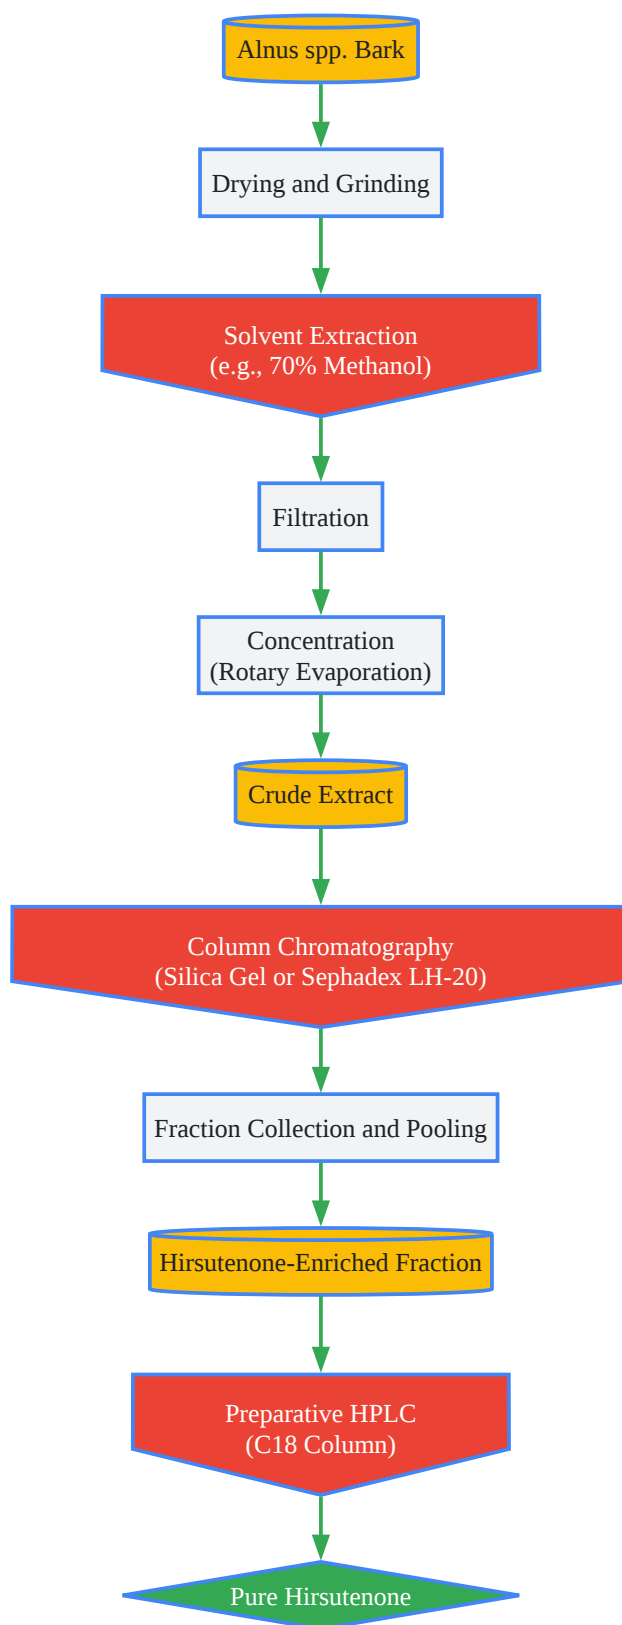 Alnus spp. Bark
Drying and Grinding
Solvent Extraction
(e.g., 70% Methanol)
Filtration
Concentration
(Rotary Evaporation)
Crude Extract
Column Chromatography
(Silica Gel or Sephadex LH-20)
Fraction Collection and Pooling
Hirsutenone-Enriched Fraction
Preparative HPLC
(C18 Column)
Pure Hirsutenone